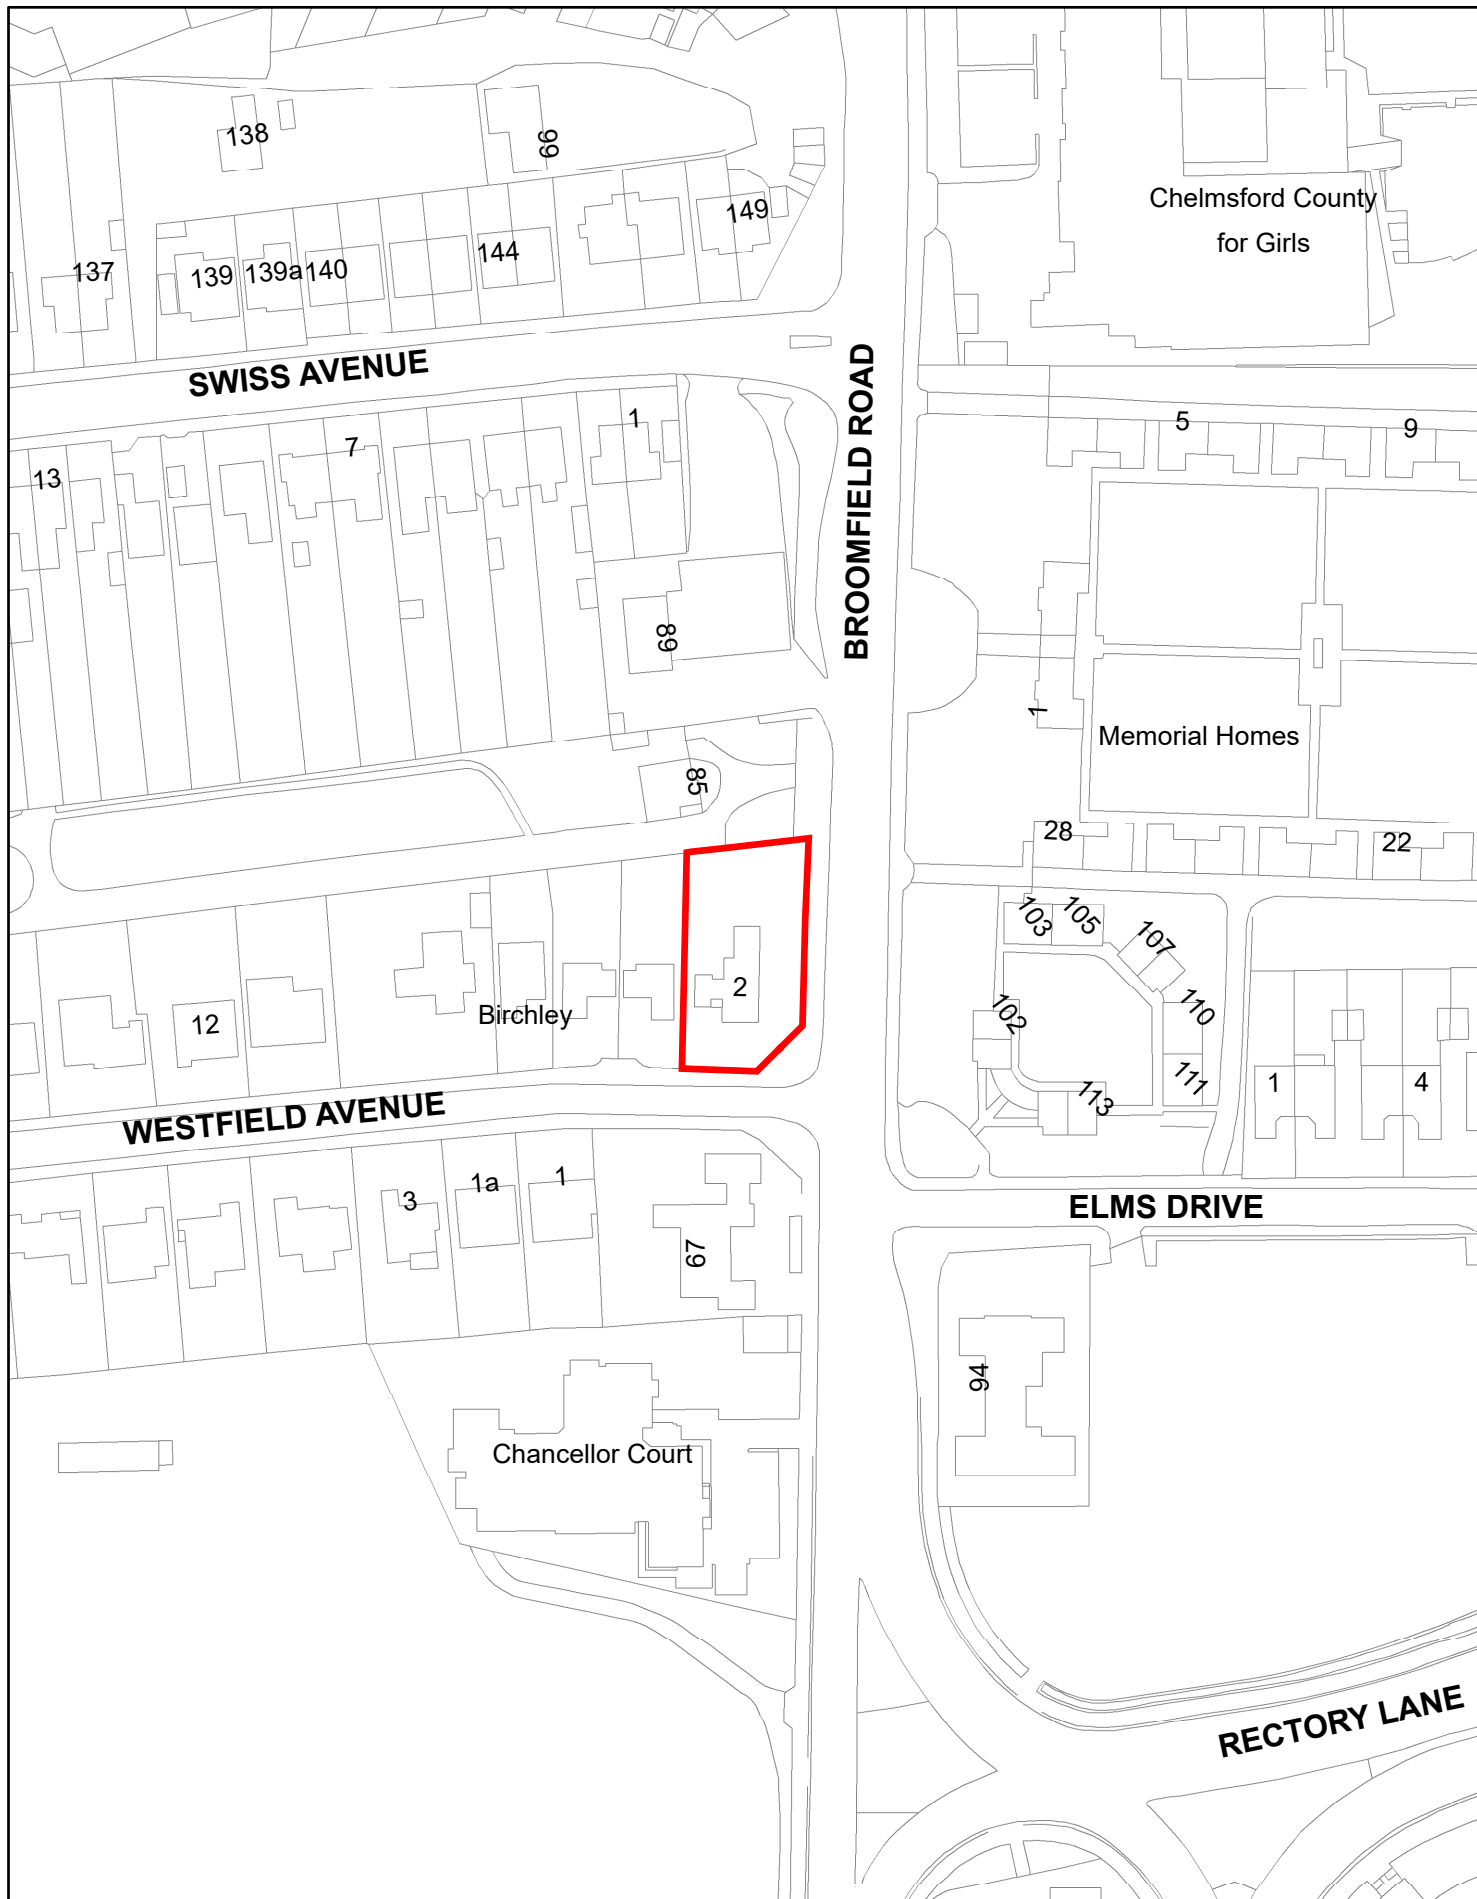 138
99
Chelmsford County
for Girls
149
144
137
139
139a
140
SWISS AVENUE
BROOMFIELD ROAD
1
5
9
7
13
89
1
Memorial Homes
85
28
22
103
105
107
2
110
102
Birchley
12
111
113
1
4
WESTFIELD AVENUE
3
1a
1
ELMS DRIVE
67
94
Chancellor Court
RECTORY LANE